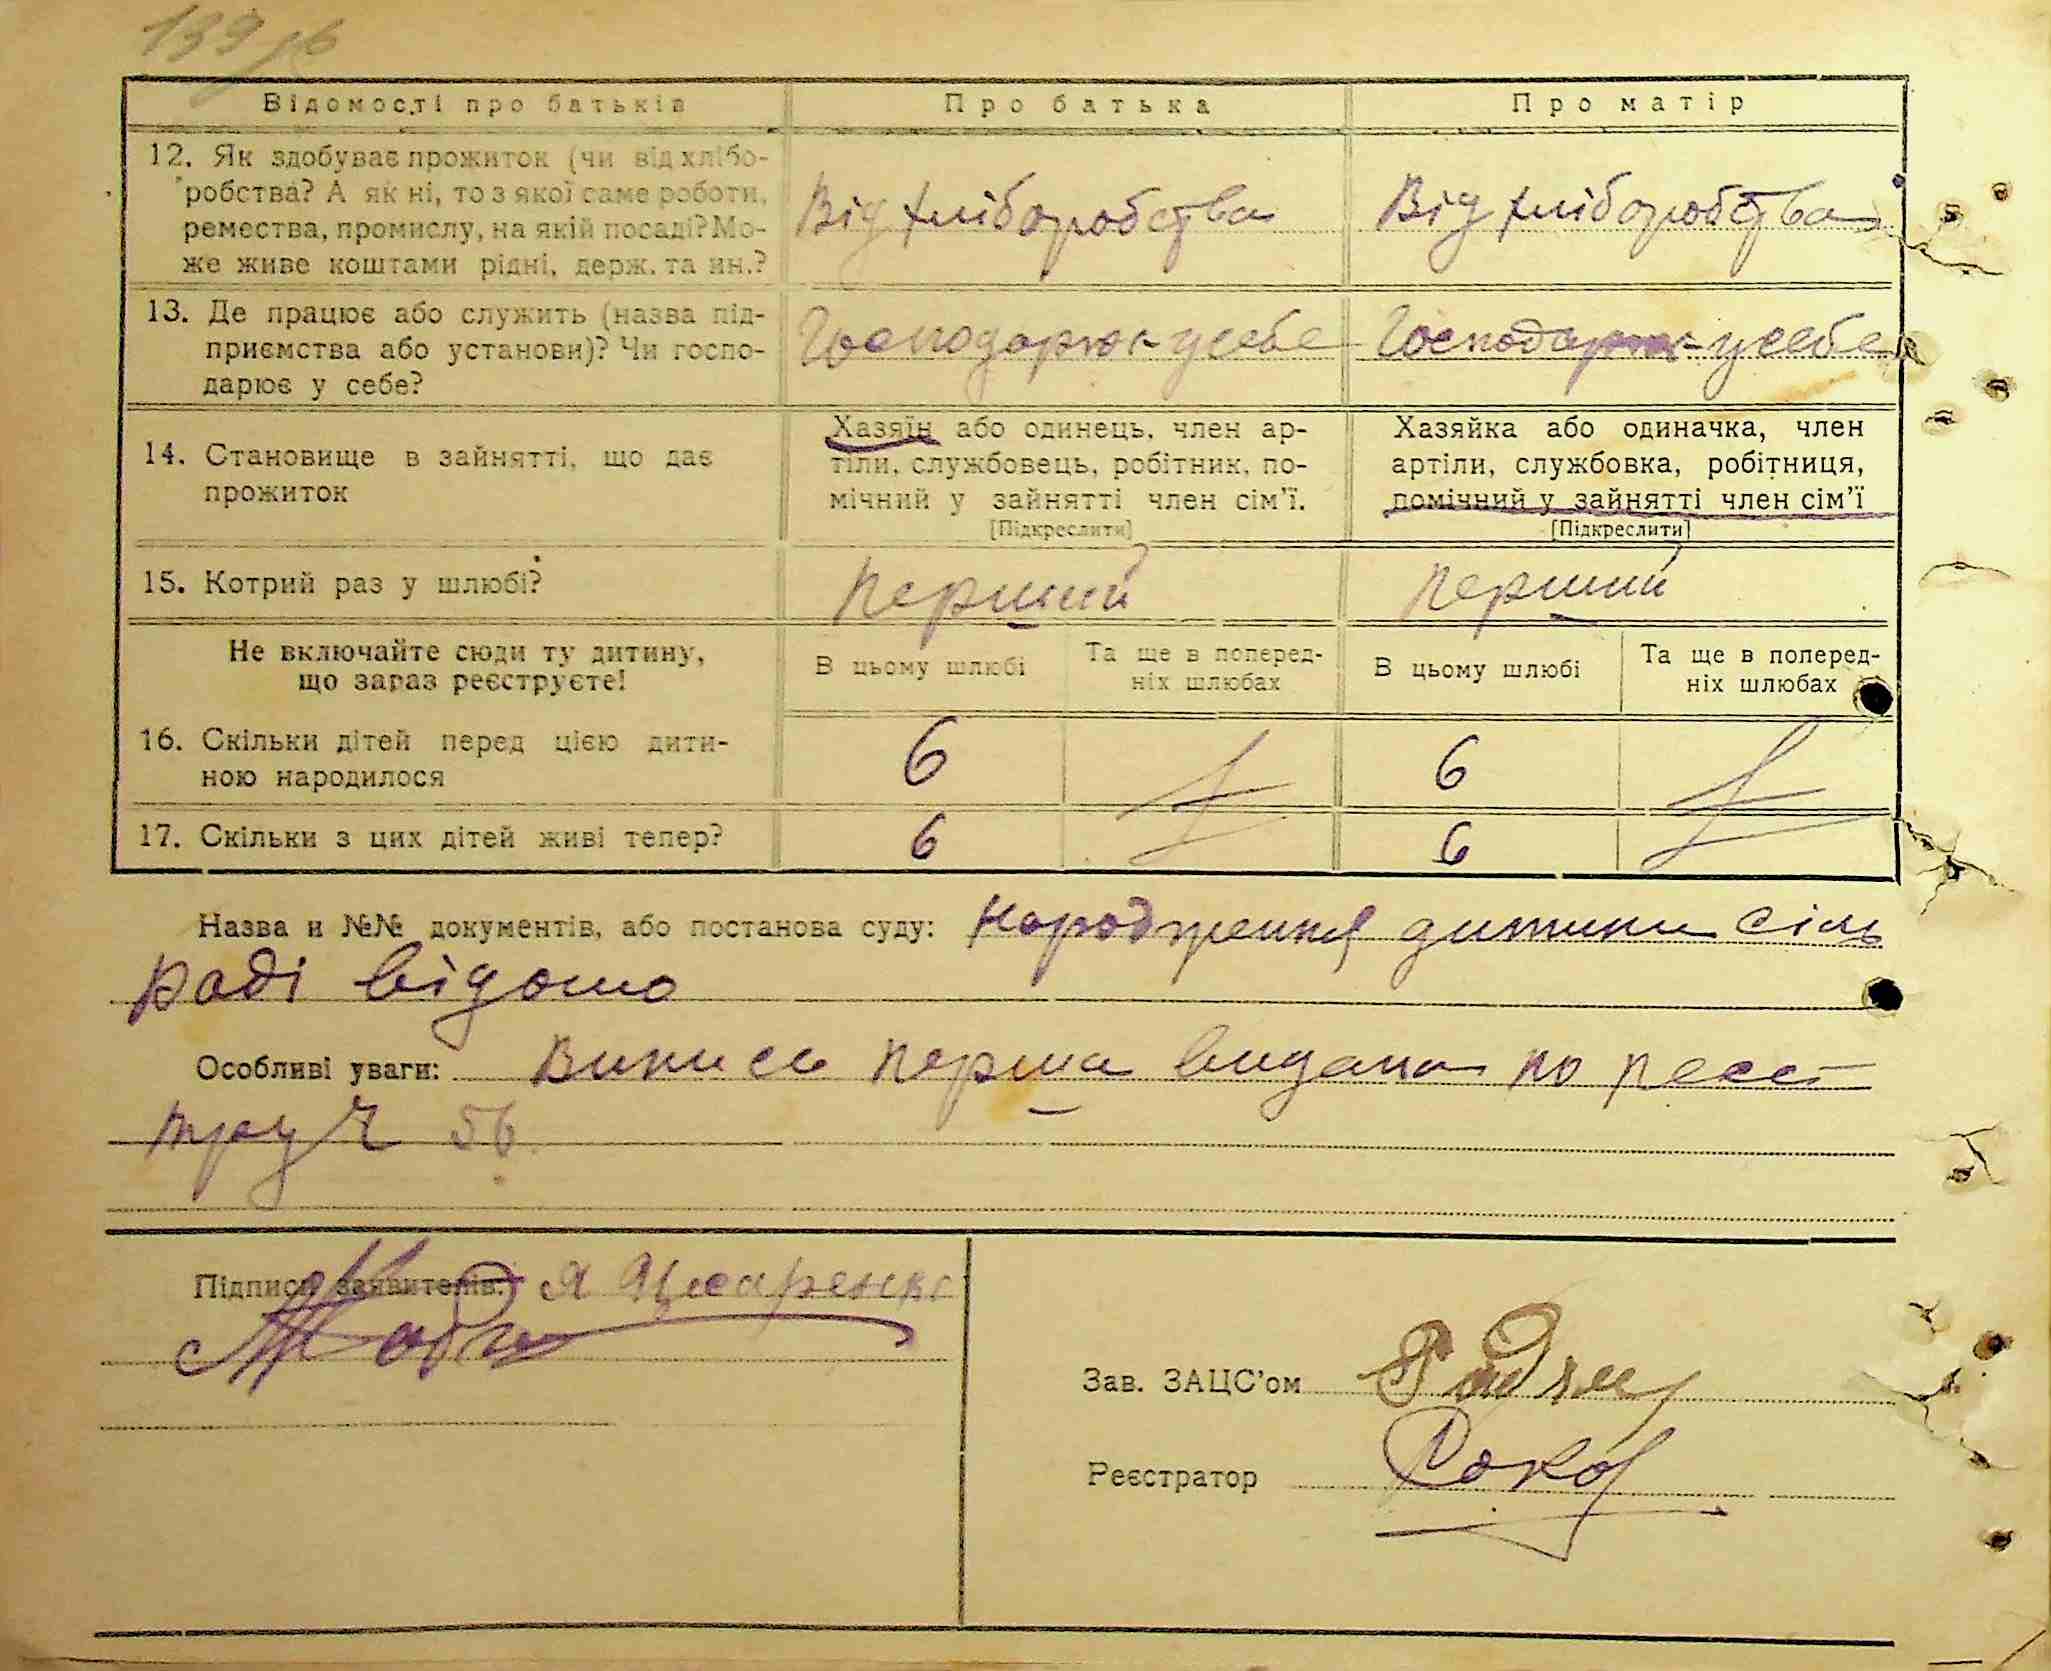 139 зв
Відомості про батьків
Про батька
Про матір
12. Як здобуває прожиток (чи від хлібо-
робства? А як ні, то з якої саме роботи,
ремества, промислу, на якій посаді? Мо-
же живе коштами рідні, держ. та ин.?
Від хліборобства
Від хліборобства
13. Де працює або служить (назва під-
приємства або установи)? Чи госпо-
дарює у себе?
Господарює у себе
Господарює у себе
14. Становище в зайнятті, що дає
прожиток
Хазяїн або одинець, член ар-
тіли, службовець, робітник, по-
мічний у зайнятті член сім'ї.
[Підкреслити]
Хазяйка або одиначка, член
артіли, службовка, робітниця,
помічний у зайнятті член сім'ї
[Підкреслити]
15. Котрий раз у шлюбі?
Перший
Перший
Не включайте сюди ту дитину,
що зараз реєструєте!
В цьому шлюбі
Та ще в поперед-
ніх шлюбах
В цьому шлюбі
Та ще в поперед-
ніх шлюбах
16. Скільки дітей перед цією дити-
ною народилося
6
6
17. Скільки з цих дітей живі тепер?
6
6
Назва и №№ документів, або постанова суду: Народження дитини сіль
раді відомо
Особливі уваги: Випись перша видана по реєс
тру Ч 56
Підписи заявителів:
Зав. ЗАЦС'ом
Реєстратор